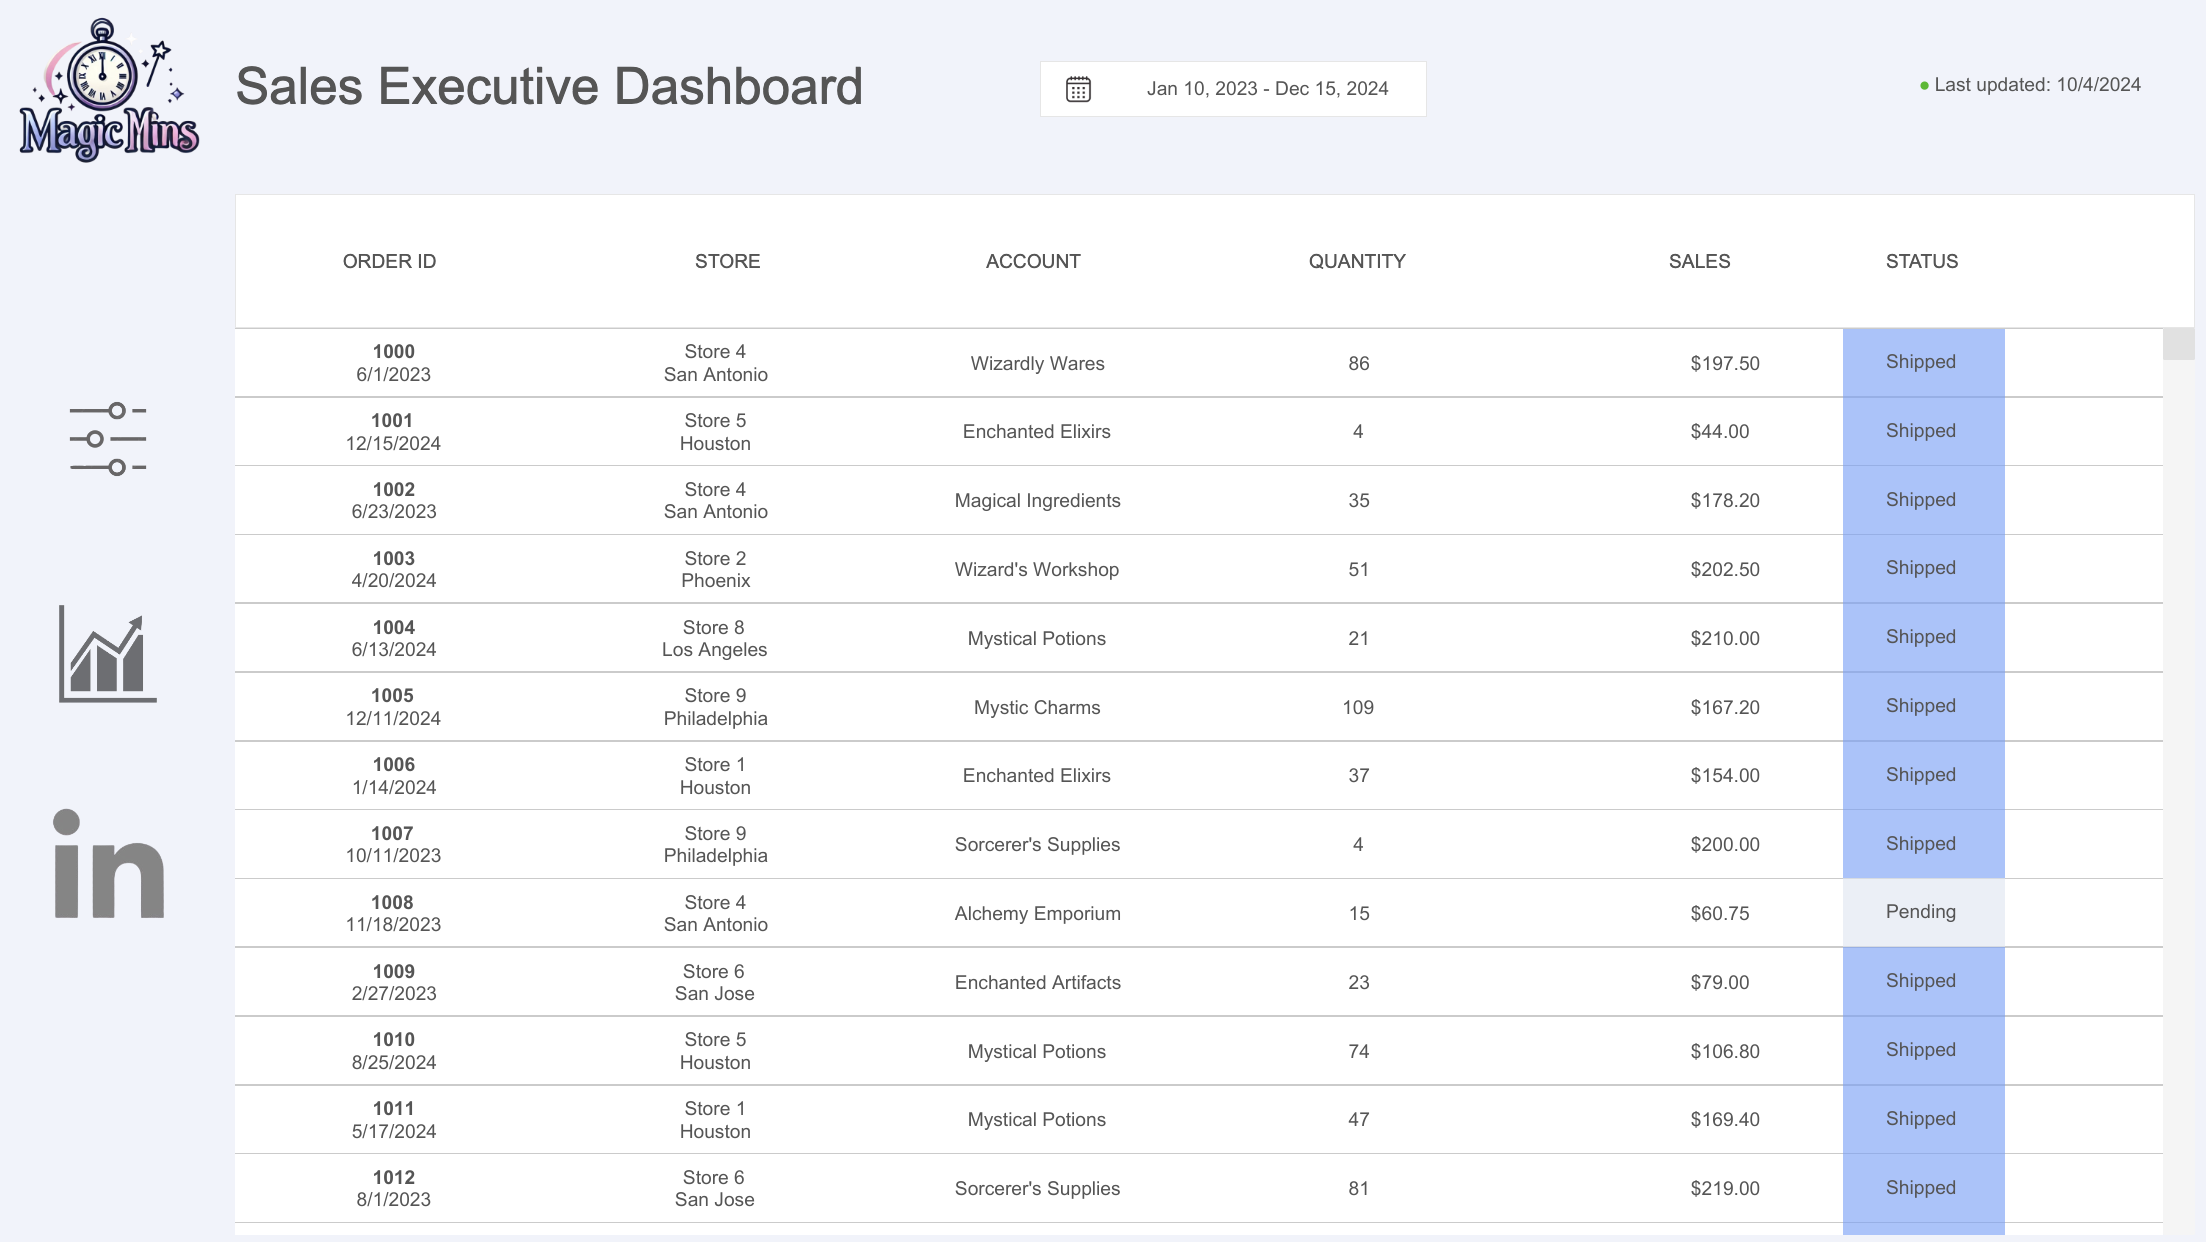 Magic Mins
Sales Executive Dashboard
Jan 10, 2023 - Dec 15, 2024
Last updated: 10/4/2024
ORDER ID STORE ACCOUNT QUANTITY SALES STATUS
1000 Store 4
Wizardly Wares 86 $197.50 Shipped
6/1/2023 San Antonio
1001 Store 5
Enchanted Elixirs 4 $44.00 Shipped
12/15/2024 Houston
1002 Store 4
Magical Ingredients 35 $178.20 Shipped
6/23/2023 San Antonio
1003 Store 2
Wizard's Workshop 51 $202.50 Shipped
4/20/2024 Phoenix
1004 Store 8
Mystical Potions 21 $210.00 Shipped
6/13/2024 Los Angeles
1005 Store 9
Mystic Charms 109 $167.20 Shipped
12/11/2024 Philadelphia
1006 Store 1
Enchanted Elixirs 37 $154.00 Shipped
1/14/2024 Houston
1007 Store 9
Sorcerer's Supplies 4 $200.00 Shipped
10/11/2023 Philadelphia
1008 Store 4
Alchemy Emporium 15 $60.75 Pending
11/18/2023 San Antonio
1009 Store 6
Enchanted Artifacts 23 $79.00 Shipped
2/27/2023 San Jose
1010 Store 5
Mystical Potions 74 $106.80 Shipped
8/25/2024 Houston
1011 Store 1
Mystical Potions 47 $169.40 Shipped
5/17/2024 Houston
1012 Store 6
Sorcerer's Supplies 81 $219.00 Shipped
8/1/2023 San Jose
in